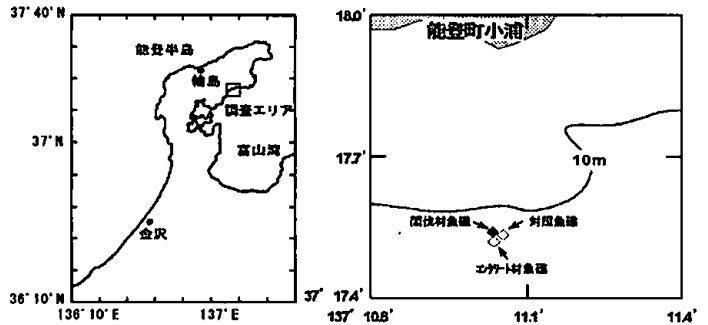 37° 40'
能登半島
輪島
調査エリア
37° N
富山湾
金沢
36° 10'
136° 10' E
137° E
18.0'
能登町小浦
17.7'
10m
間伐材魚礁
対照魚礁
コンクリート材魚礁
37° 17.4'
137° 10.8'
11.1'
11.4'